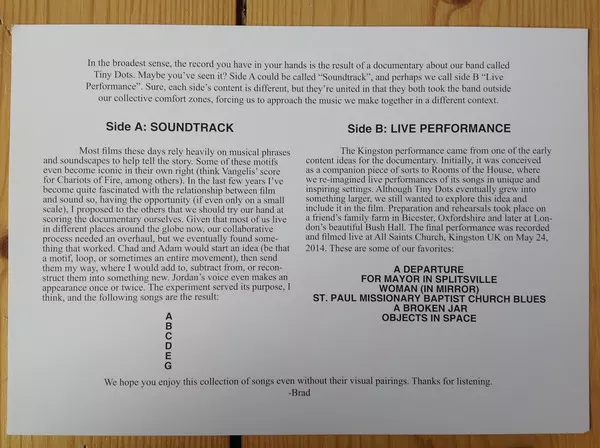 In the broadest sense, the record you have in your hands is the result of a documentary about our band called
Tiny Dots. Maybe you've seen it? Side A could be called “Soundtrack”, and perhaps we call side B “Live
Performance”. Sure, each side's content is different, but they're united in that they both took the band outside
our collective comfort zones, forcing us to approach the music we make together in a different context.
Side A: SOUNDTRACK
Most films these days rely heavily on musical phrases
and soundscapes to help tell the story. Some of these motifs
even become iconic in their own right (think Vangelis' score
for Chariots of Fire, among others). In the last few years I've
become quite fascinated with the relationship between film
and sound so, having the opportunity (if even only on a small
scale), I proposed to the others that we should try our hand at
scoring the documentary ourselves. Given that most of us live
in different places around the globe now, our collaborative
process needed an overhaul, but we eventually found some-
thing that worked. Chad and Adam would start an idea (be that
a motif, loop, or sometimes an entire movement), then send
them my way, where I would add to, subtract from, or recon-
struct them into something new. Jordan's voice even makes an
appearance once or twice. The experiment served its purpose, I
think, and the following songs are the result:
A
B
C
D
E
G
Side B: LIVE PERFORMANCE
The Kingston performance came from one of the early
content ideas for the documentary. Initially, it was conceived
as a companion piece of sorts to Rooms of the House, where
we re-imagined live performances of its songs in unique and
inspiring settings. Although Tiny Dots eventually grew into
something larger, we still wanted to explore this idea and
include it in the film. Preparation and rehearsals took place on
a friend's family farm in Bicester, Oxfordshire and later at Lon-
don's beautiful Bush Hall. The final performance was recorded
and filmed live at All Saints Church, Kingston UK on May 24,
2014. These are some of our favorites:
A DEPARTURE
FOR MAYOR IN SPLITSVILLE
WOMAN (IN MIRROR)
ST. PAUL MISSIONARY BAPTIST CHURCH BLUES
A BROKEN JAR
OBJECTS IN SPACE
We hope you enjoy this collection of songs even without their visual pairings. Thanks for listening.
-Brad